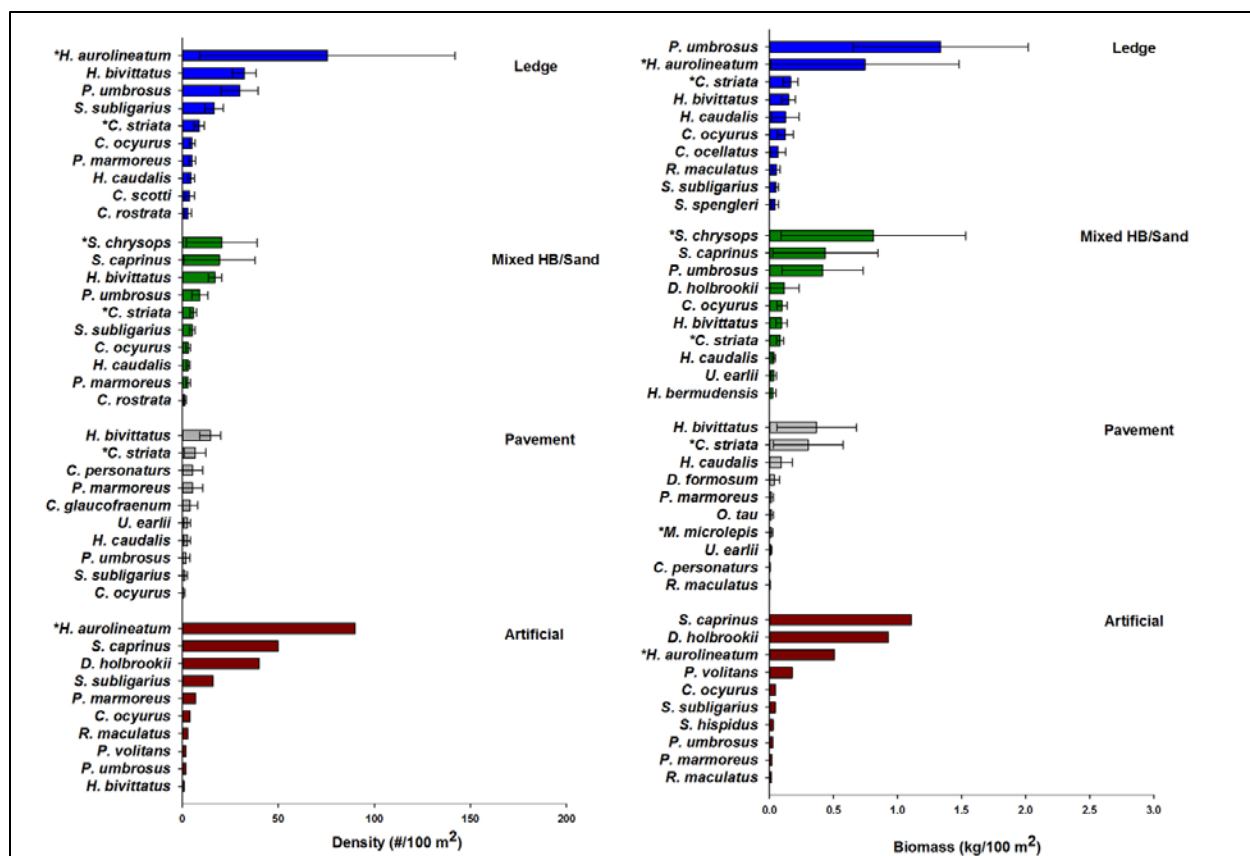 *H. aurolineatum
Ledge
H. bivittatus
P. umbrosus
S. subligarius
*C. striata
C. ocyurus
P. marmoreus
H. caudalis
C. scotti
C. rostrata
*S. chrysops
Mixed HB/Sand
S. caprinus
H. bivittatus
P. umbrosus
*C. striata
S. subligarius
C. ocyurus
H. caudalis
P. marmoreus
C. rostrata
H. bivittatus
Pavement
*C. striata
C. personaturs
P. marmoreus
C. glaucofraenum
U. earlii
H. caudalis
P. umbrosus
S. subligarius
C. ocyurus
*H. aurolineatum
Artificial
S. caprinus
D. holbrookii
S. subligarius
P. marmoreus
C. ocyurus
R. maculatus
P. volitans
P. umbrosus
H. bivittatus
0 50 100 150 200
Density (#/100 m²)
P. umbrosus
Ledge
*H. aurolineatum
*C. striata
H. bivittatus
H. caudalis
C. ocyurus
C. ocellatus
R. maculatus
S. subligarius
S. spengleri
*S. chrysops
Mixed HB/Sand
S. caprinus
P. umbrosus
D. holbrookii
C. ocyurus
H. bivittatus
*C. striata
H. caudalis
U. earlii
H. bermudensis
H. bivittatus
Pavement
*C. striata
H. caudalis
D. formosum
P. marmoreus
O. tau
*M. microlepis
U. earlii
C. personaturs
R. maculatus
S. caprinus
Artificial
D. holbrookii
*H. aurolineatum
P. volitans
C. ocyurus
S. subligarius
S. hispidus
P. umbrosus
P. marmoreus
R. maculatus
0.0 0.5 1.0 1.5 2.0 2.5 3.0
Biomass (kg/100 m²)